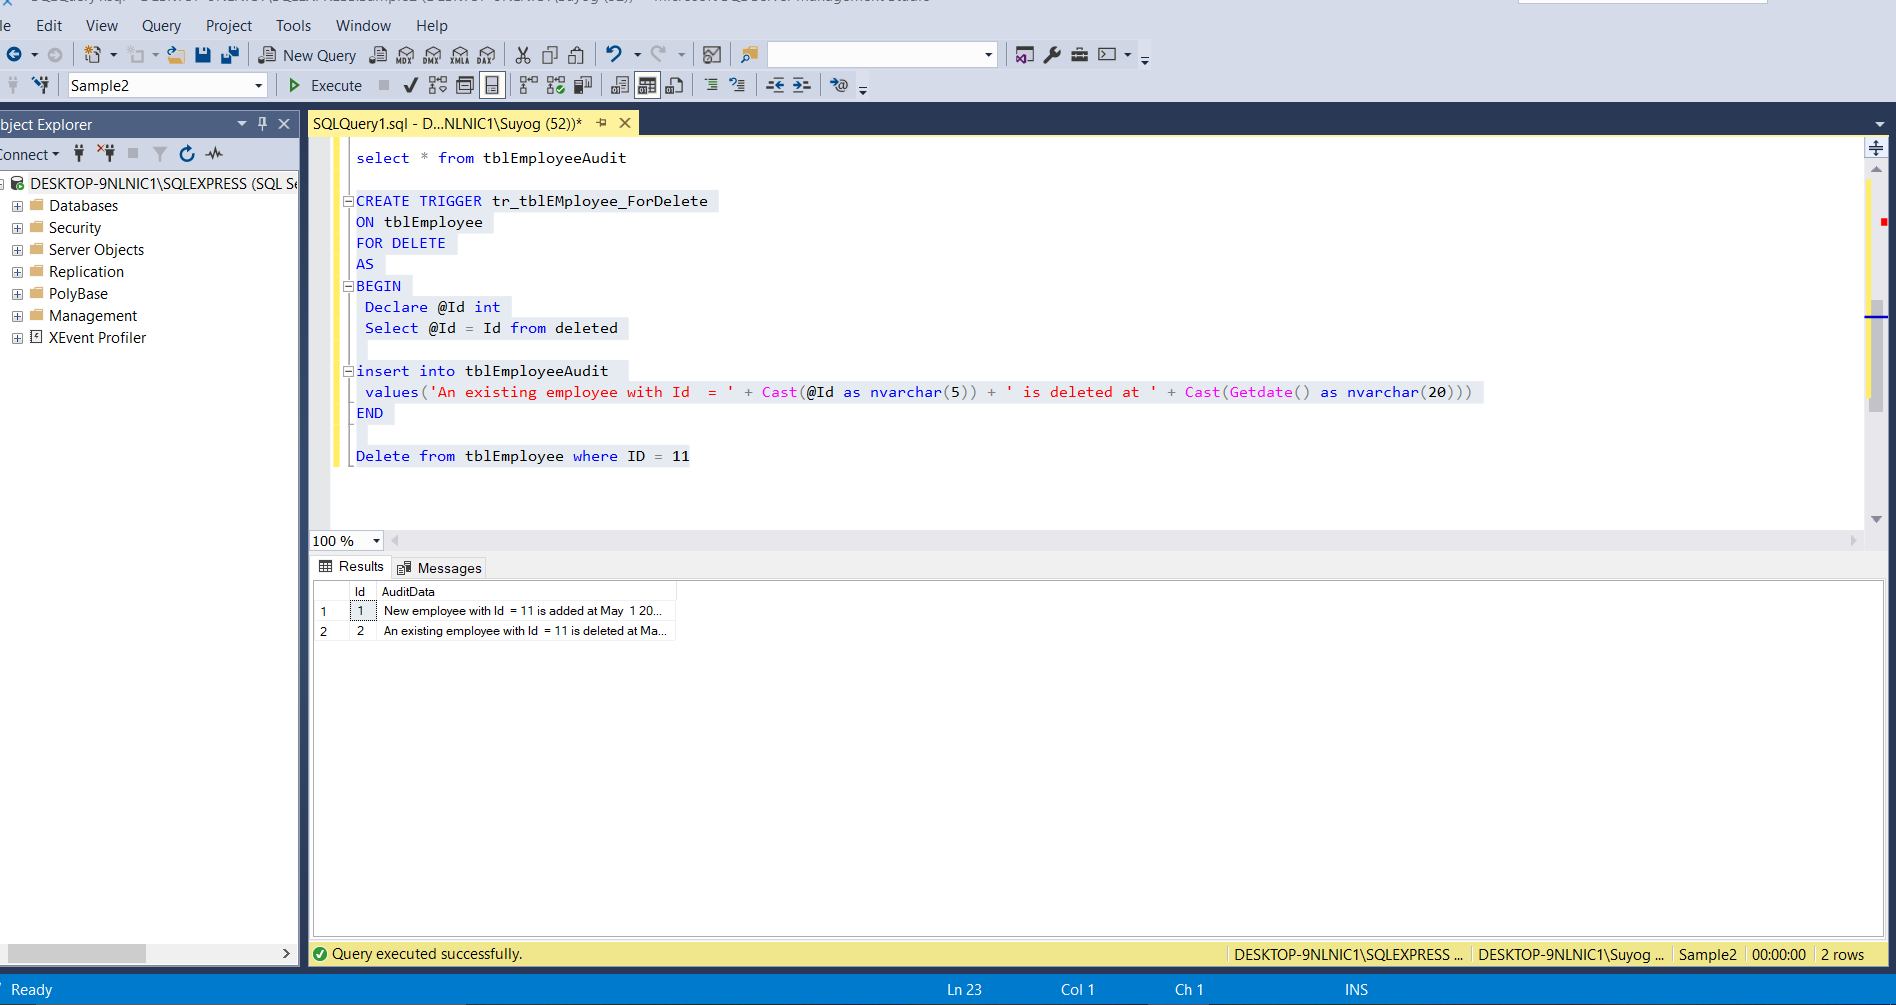 Edit View Query Project Tools Window Help
New Query MDX DMX XMLA DAX
Sample2 Execute
bject Explorer
SQLQuery1.sql - D...NLNIC1\Suyog (52))*
onnect
DESKTOP-9NLNIC1\SQLEXPRESS (SQL Se
Databases
Security
Server Objects
Replication
PolyBase
Management
XEvent Profiler
select * from tblEmployeeAudit
CREATE TRIGGER tr_tblEMployee_ForDelete
ON tblEmployee
FOR DELETE
AS
BEGIN
Declare @Id int
Select @Id = Id from deleted
insert into tblEmployeeAudit
values('An existing employee with Id  = ' + Cast(@Id as nvarchar(5)) + ' is deleted at ' + Cast(Getdate() as nvarchar(20)))
END
Delete from tblEmployee where ID = 11
100 %
Results Messages
Id AuditData
1 1 New employee with Id  = 11 is added at May  1 20...
2 2 An existing employee with Id  = 11 is deleted at Ma...
Query executed successfully. DESKTOP-9NLNIC1\SQLEXPRESS ... DESKTOP-9NLNIC1\Suyog ... Sample2 00:00:00 2 rows
Ready Ln 23 Col 1 Ch 1 INS